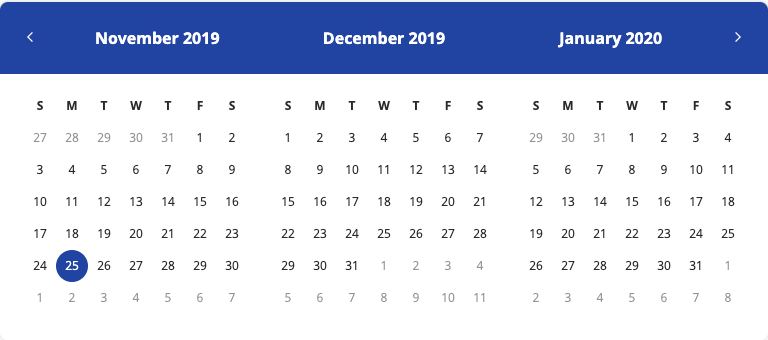 November 2019 December 2019 January 2020
S M T W T F S S M T W T F S S M T W T F S
27 28 29 30 31 1 2 1 2 3 4 5 6 7 29 30 31 1 2 3 4
3 4 5 6 7 8 9 8 9 10 11 12 13 14 5 6 7 8 9 10 11
10 11 12 13 14 15 16 15 16 17 18 19 20 21 12 13 14 15 16 17 18
17 18 19 20 21 22 23 22 23 24 25 26 27 28 19 20 21 22 23 24 25
24 25 26 27 28 29 30 29 30 31 1 2 3 4 26 27 28 29 30 31 1
1 2 3 4 5 6 7 5 6 7 8 9 10 11 2 3 4 5 6 7 8